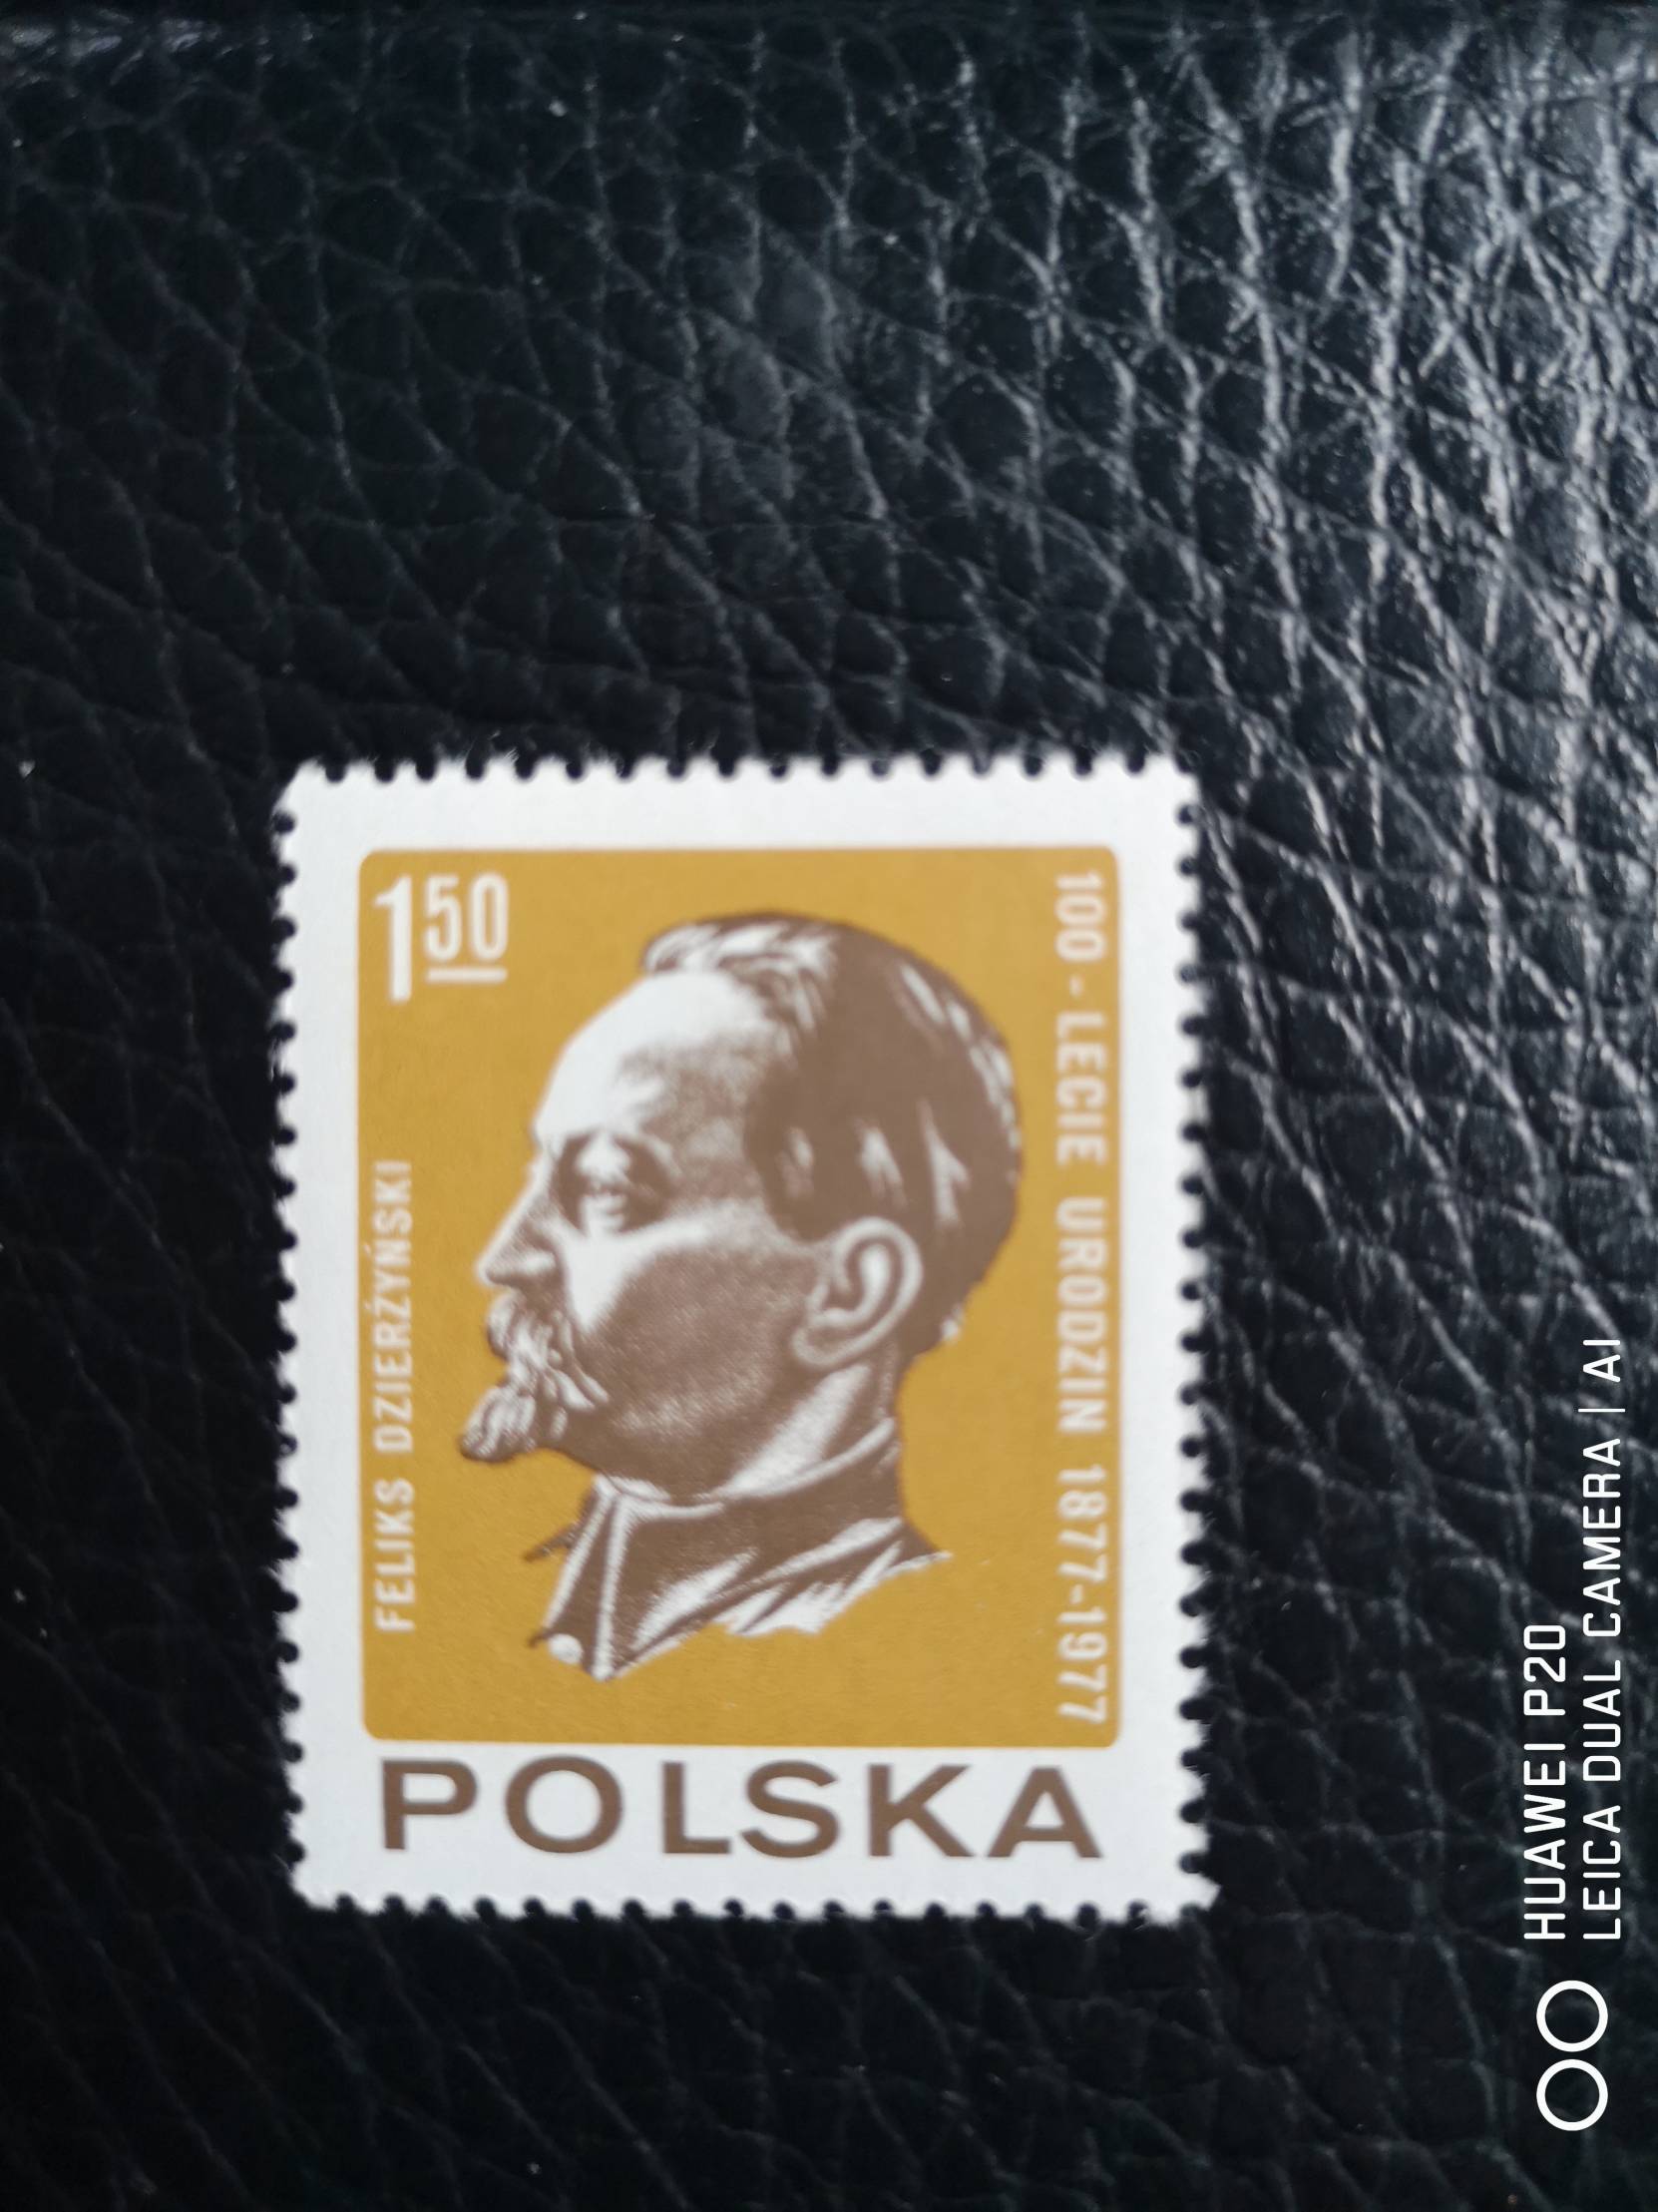 1 50
100-LECIE URODZIN 1877-1977
FELIKS DZIERŻYŃSKI
POLSKA
HUAWEI P20
LEICA DUAL CAMERA | AI